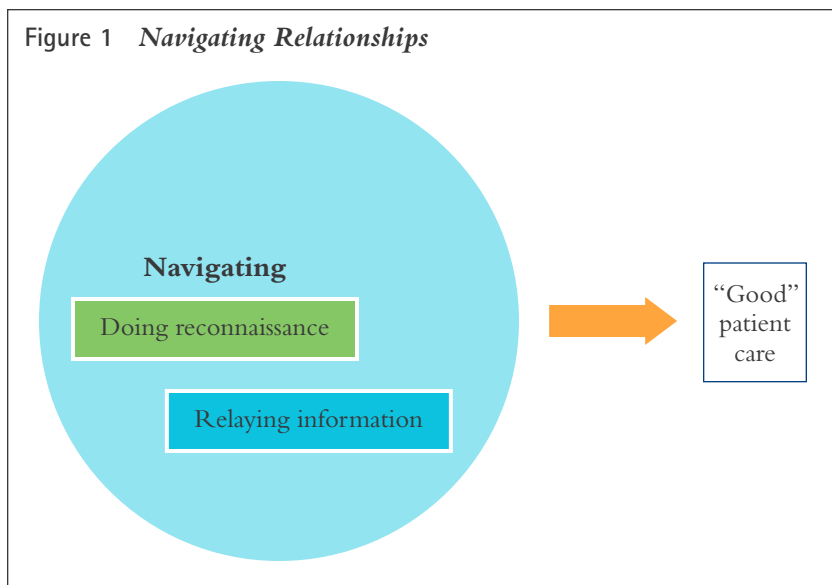 Figure 1 Navigating Relationships
Navigating
Doing reconnaissance
Relaying information
“Good”
patient
care